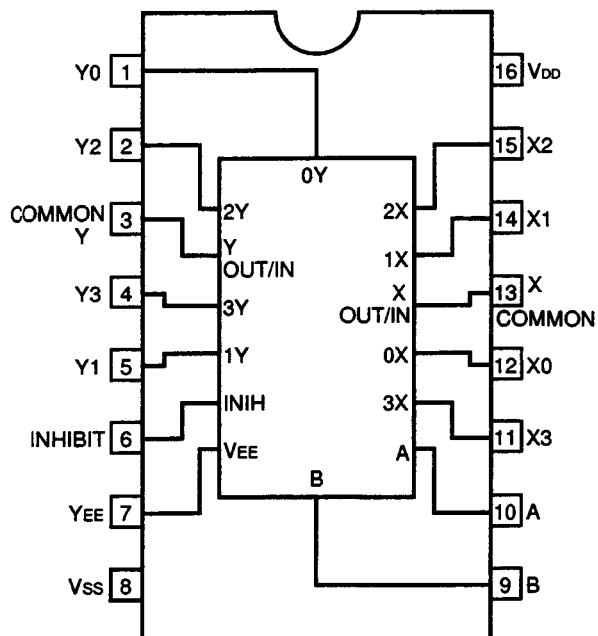 Y0 1
Y2 2
COMMON
Y 3
Y3 4
Y1 5
INHIBIT 6
YEE 7
VSS 8
0Y
2Y
Y
OUT/IN
3Y
1Y
INIH
VEE
B
2X
1X
X
OUT/IN
0X
3X
A
16 VDD
15 X2
14 X1
13 X
COMMON
12 X0
11 X3
10 A
9 B